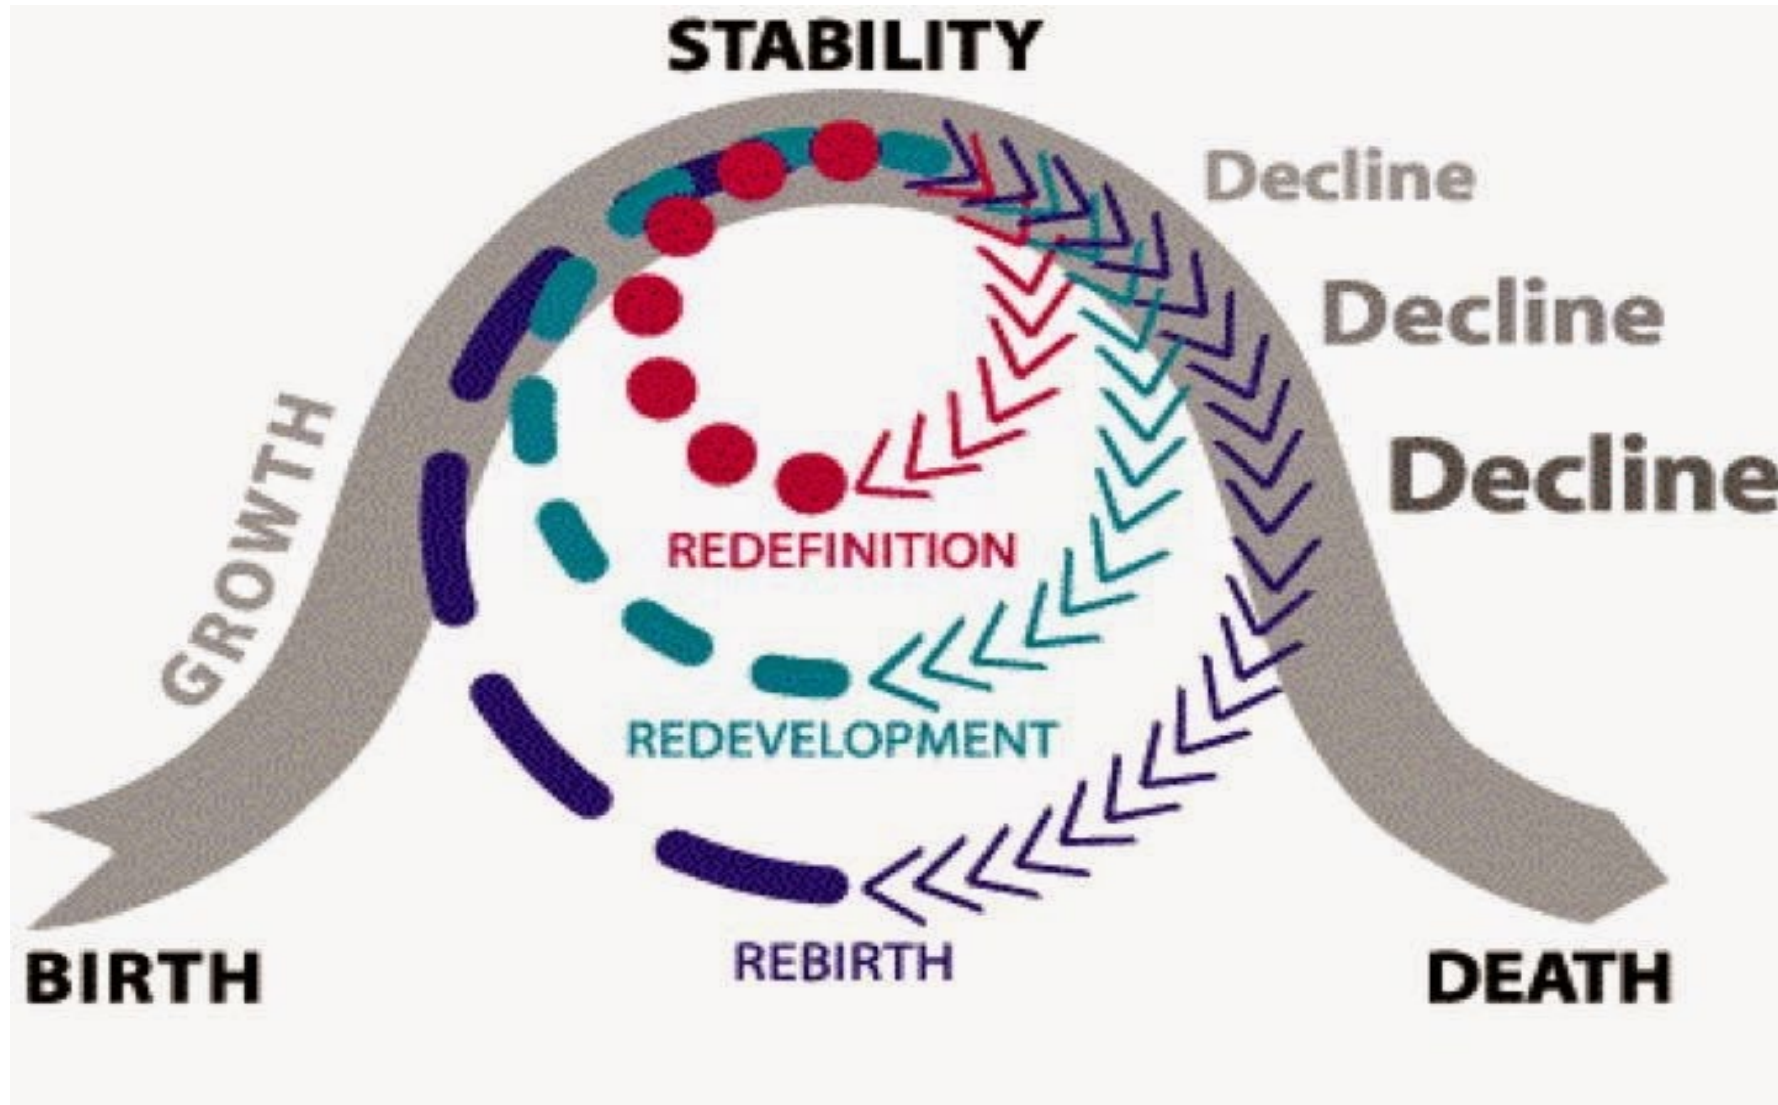 STABILITY
Decline
Decline
GROWTH
Decline
REDEFINITION
REDEVELOPMENT
REBIRTH
BIRTH
DEATH